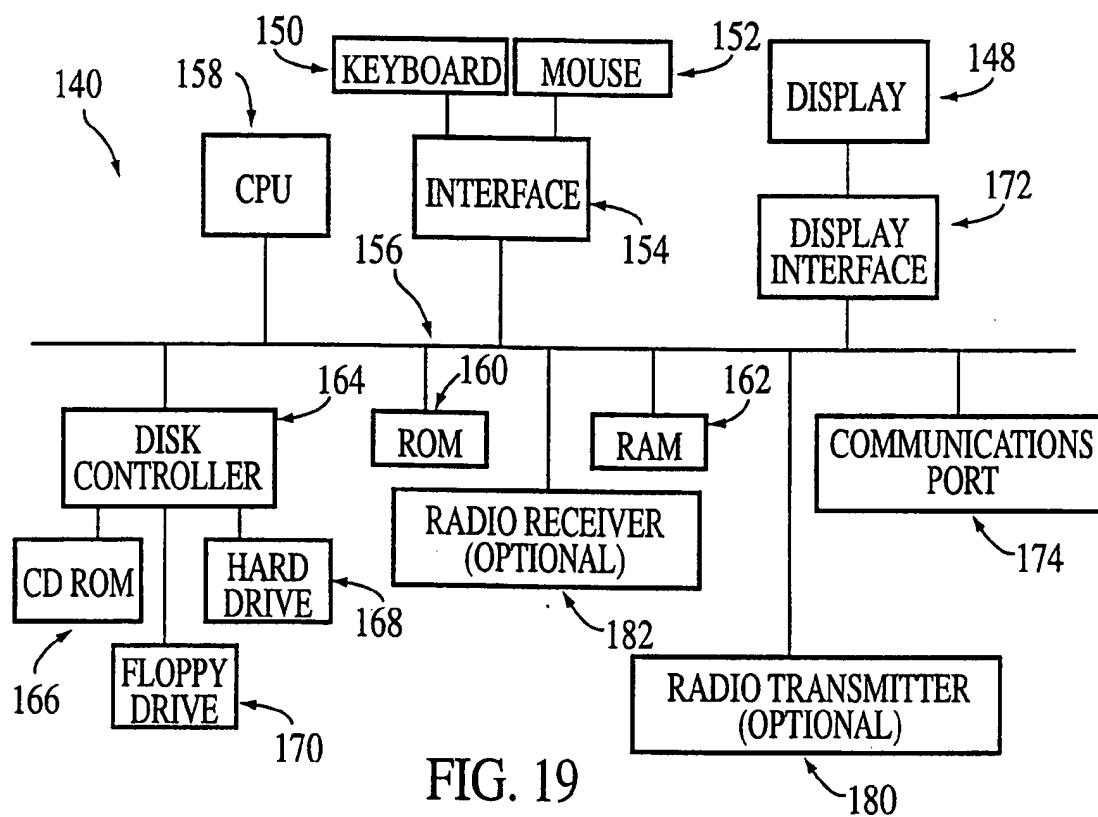 150
KEYBOARD
MOUSE
152
DISPLAY
148
140
158
CPU
INTERFACE
154
172
DISPLAY
INTERFACE
156
164
DISK
CONTROLLER
160
ROM
162
RAM
COMMUNICATIONS
PORT
174
RADIO RECEIVER
(OPTIONAL)
182
CD ROM
166
HARD
DRIVE
168
FLOPPY
DRIVE
170
RADIO TRANSMITTER
(OPTIONAL)
180
FIG. 19